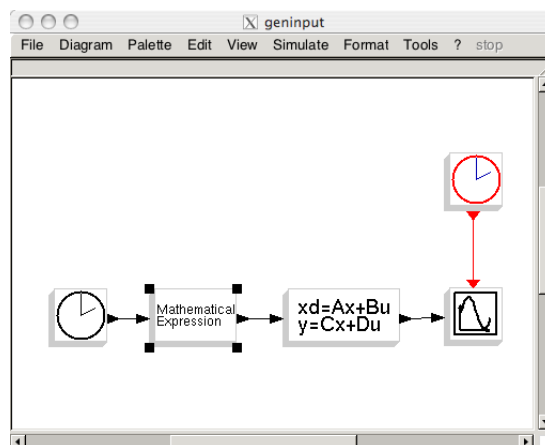 geninput
File Diagram Palette Edit View Simulate Format Tools ? stop
Mathematical
Expression
xd=Ax+Bu
y=Cx+Du